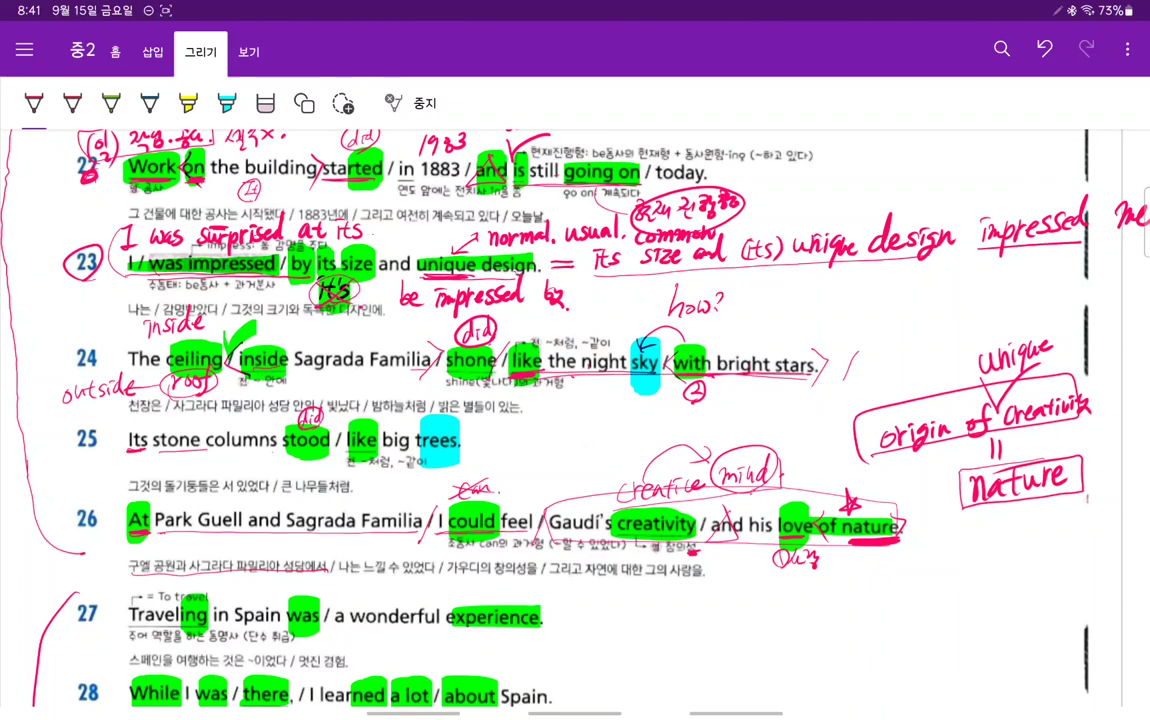 8:41 9월 15일 금요일 73%
중2 홈 삽입 그리기 보기
중지
일 작업. 공사. did 1983
현재진행형: be동사의 현재형 + 동사원형-ing (~하고 있다)
22 Work on the building started / in 1883 / and is still going on / today.
연도 앞에는 전치사 in을 씀 go on 계속되다
그 건물에 대한 공사는 시작됐다 / 1883년에 / 그리고 여전히 계속되고 있다 / 오늘날.
현재 진행형
I was surprised at its
normal. usual. common
impress: 통 감명을 주다
23 I / was impressed / by its size and unique design. = its size and (its) unique design impressed me
수동태: be동사 + 과거분사 it's be impressed by.
나는 / 감명받았다 / 그것의 크기와 독특한 디자인에.
inside did how?
전 ~처럼, ~같이
24 The ceiling / inside Sagrada Familia / shone / like the night sky / with bright stars.
outside roof 전 ~ 안에 shine(빛나다)의 과거형
천장은 / 사그라다 파밀리아 성당 안의 / 빛났다 / 밤하늘처럼 / 밝은 별들이 있는.
unique
origin of creativity
=
nature
did
25 Its stone columns stood / like big trees.
전 ~처럼, ~같이
그것의 돌기둥들은 서 있었다 / 큰 나무들처럼.
can creative mind
26 At Park Guell and Sagrada Familia / I could feel / Gaudi's creativity / and his love of nature.
조동사 can의 과거형 (~할 수 있었다) 명 창의성
구엘 공원과 사그라다 파밀리아 성당에서 / 나는 느낄 수 있었다 / 가우디의 창의성을 / 그리고 자연에 대한 그의 사랑을.
= To travel
27 Traveling in Spain was / a wonderful experience.
주어 역할을 하는 동명사 (단수 취급)
스페인을 여행하는 것은 ~이었다 / 멋진 경험.
28 While I was / there, / I learned a lot / about Spain.